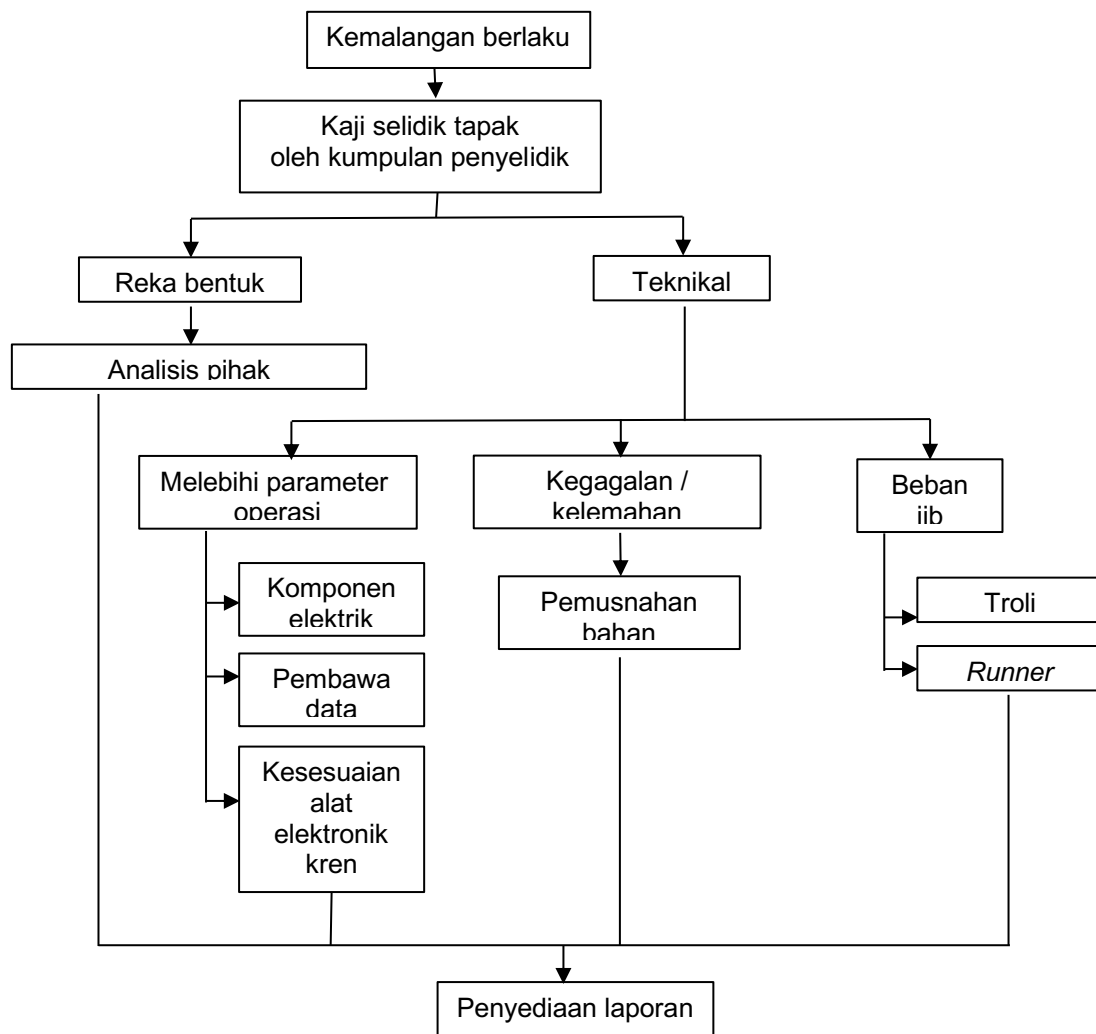 Kemalangan berlaku
Kaji selidik tapak
oleh kumpulan penyelidik
Reka bentuk
Teknikal
Analisis pihak
Melebihi parameter
operasi
Kegagalan /
kelemahan
Beban
jib
Komponen
elektrik
Pemusnahan
bahan
Troli
Pembawa
data
Runner
Kesesuaian
alat
elektronik
kren
Penyediaan laporan